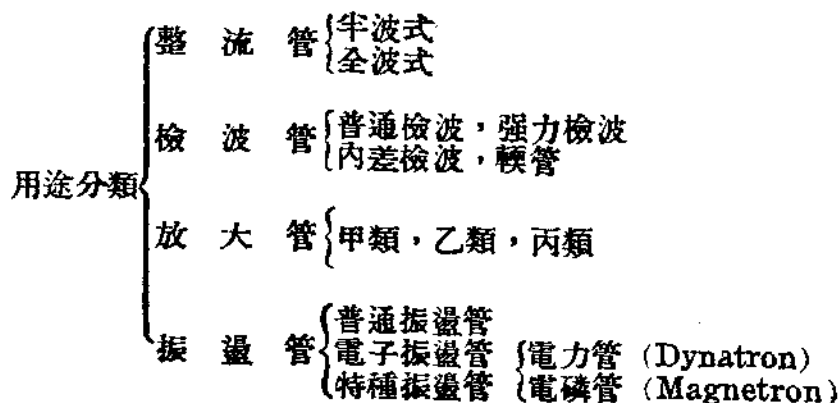 整流管 半波式
全波式
檢波管 普通檢波，强力檢波
內差檢波，輭管
用途分類
放大管 甲類，乙類，丙類
振盪管 普通振盪管
電子振盪管 電力管 (Dynatron)
特種振盪管 電磷管 (Magnetron)